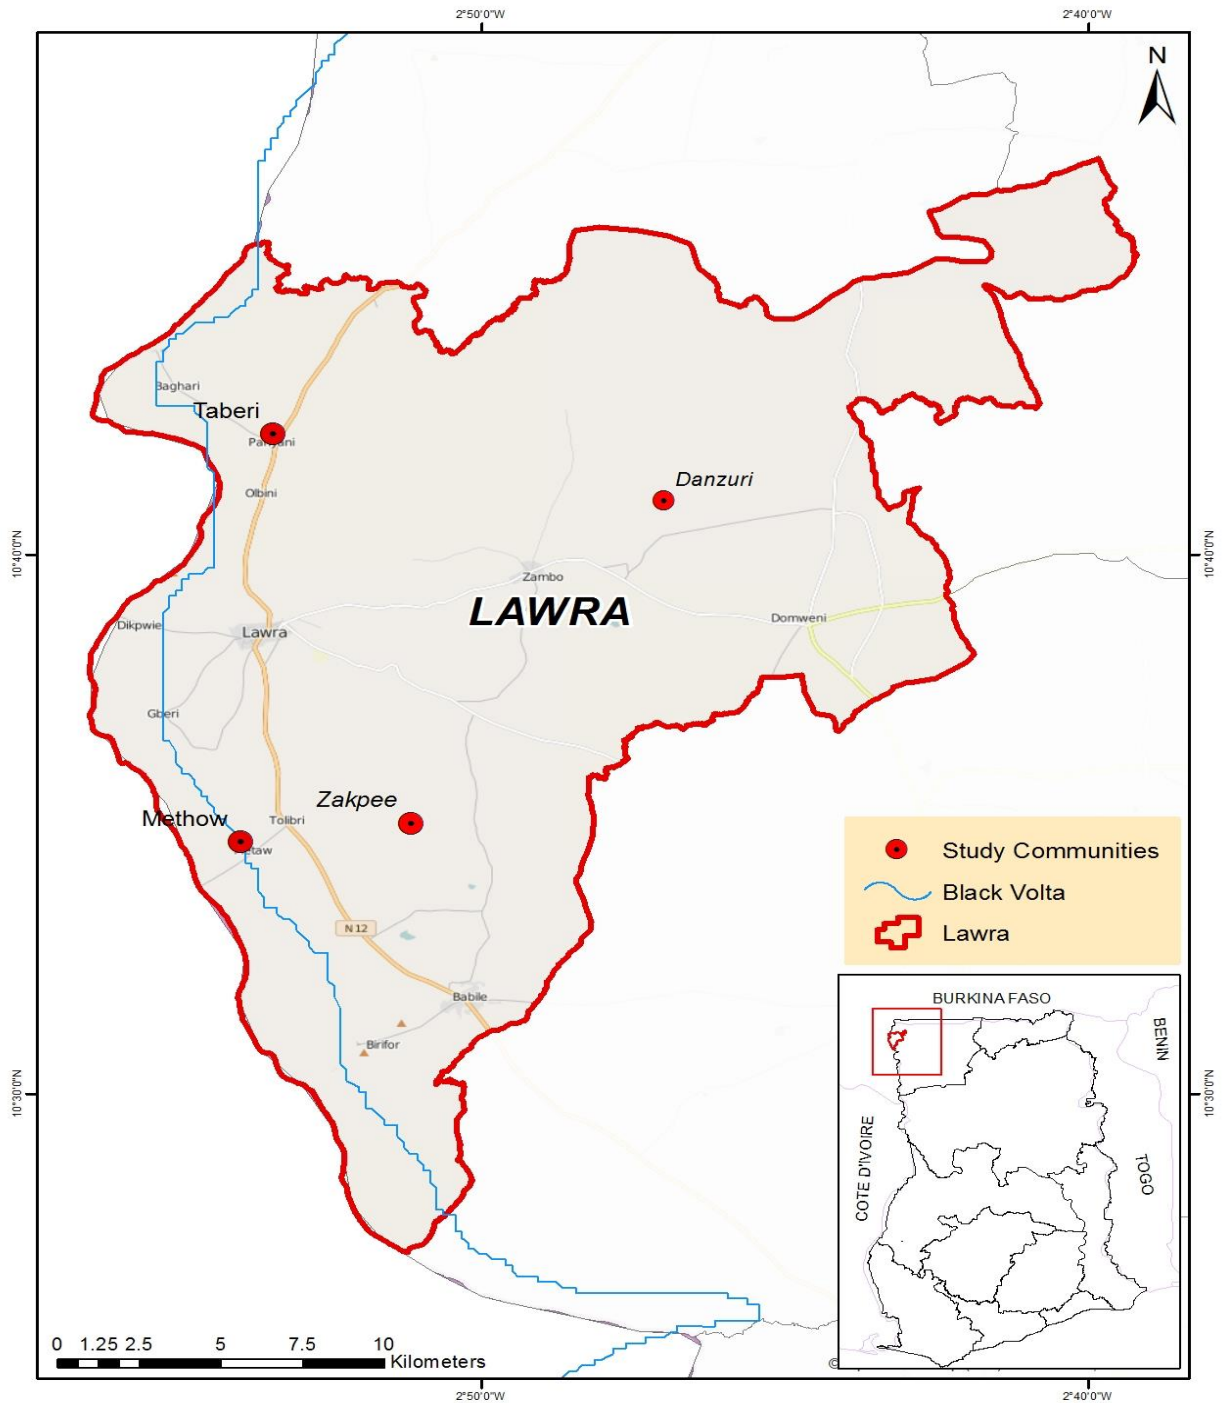 2°50'0"W 2°40'0"W
N
Baghari
Taberi
Olbini
Danzuri
10°40'0"N 10°40'0"N
Zambo
LAWRA
Domweni
Dikpwie
Lawra
Gberi
Zakpee
Methow
Tolibri
Study Communities
Black Volta
Lawra
N 12
Babile
Birifor
BURKINA FASO
BENIN
COTE D'IVOIRE
TOGO
10°30'0"N 10°30'0"N
0 1.25 2.5 5 7.5 10
Kilometers
©
2°50'0"W 2°40'0"W